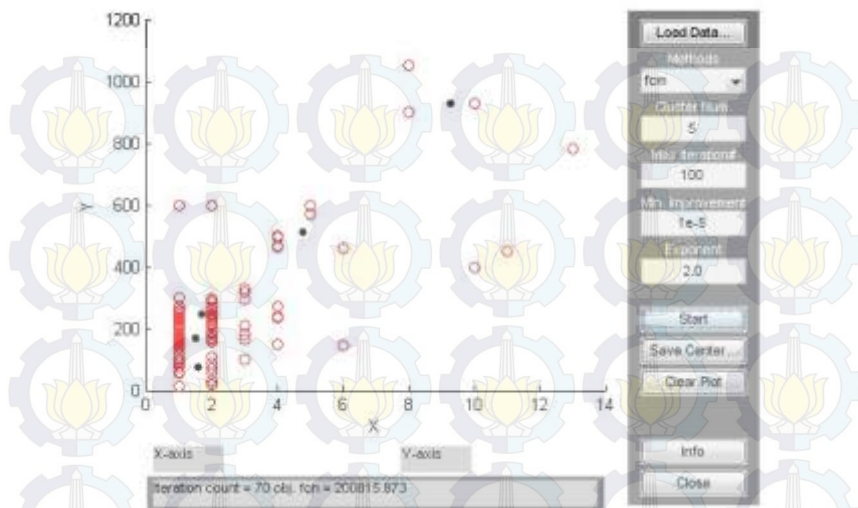 1200
1000
800
600
400
200
0
Y
0 2 4 6 8 10 12 14
X
X-axis
Y-axis
Iteration count = 70 obj. fcn = 200815.873
Load Data...
Methods
fcm
Cluster Num.
5
Max Iteration#
100
Min. Improvement
1e-5
Exponent
2.0
Start
Save Center...
Clear Plot
Info
Close